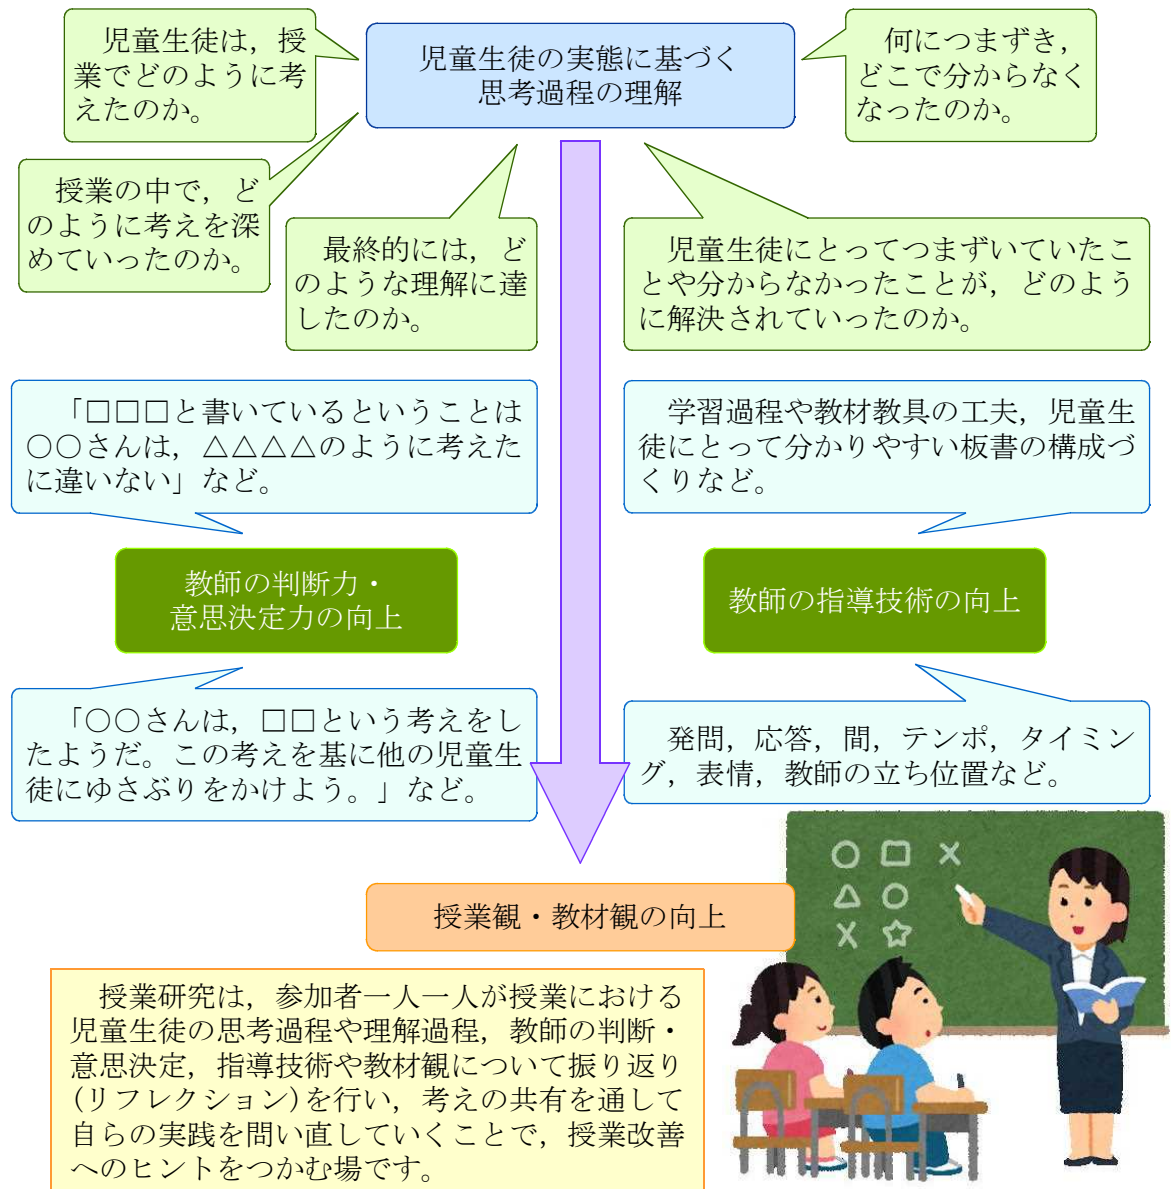 児童生徒は，授
業でどのように考
えたのか。
児童生徒の実態に基づく
思考過程の理解
何につまずき，
どこで分からなく
なったのか。
授業の中で，ど
のように考えを深
めていったのか。
最終的には，ど
のような理解に達
したのか。
児童生徒にとってつまずいていたこ
とや分からなかったことが，どのよう
に解決されていったのか。
「□□□と書いているということは
○○さんは，△△△△のように考えた
に違いない」など。
学習過程や教材教具の工夫，児童生
徒にとって分かりやすい板書の構成づ
くりなど。
教師の判断力・
意思決定力の向上
教師の指導技術の向上
「○○さんは，□□という考えをし
たようだ。この考えを基に他の児童生
徒にゆさぶりをかけよう。」など。
発問，応答，間，テンポ，タイミン
グ，表情，教師の立ち位置など。
授業観・教材観の向上
授業研究は，参加者一人一人が授業における
児童生徒の思考過程や理解過程，教師の判断・
意思決定，指導技術や教材観について振り返り
(リフレクション)を行い，考えの共有を通して
自らの実践を問い直していくことで，授業改善
へのヒントをつかむ場です。